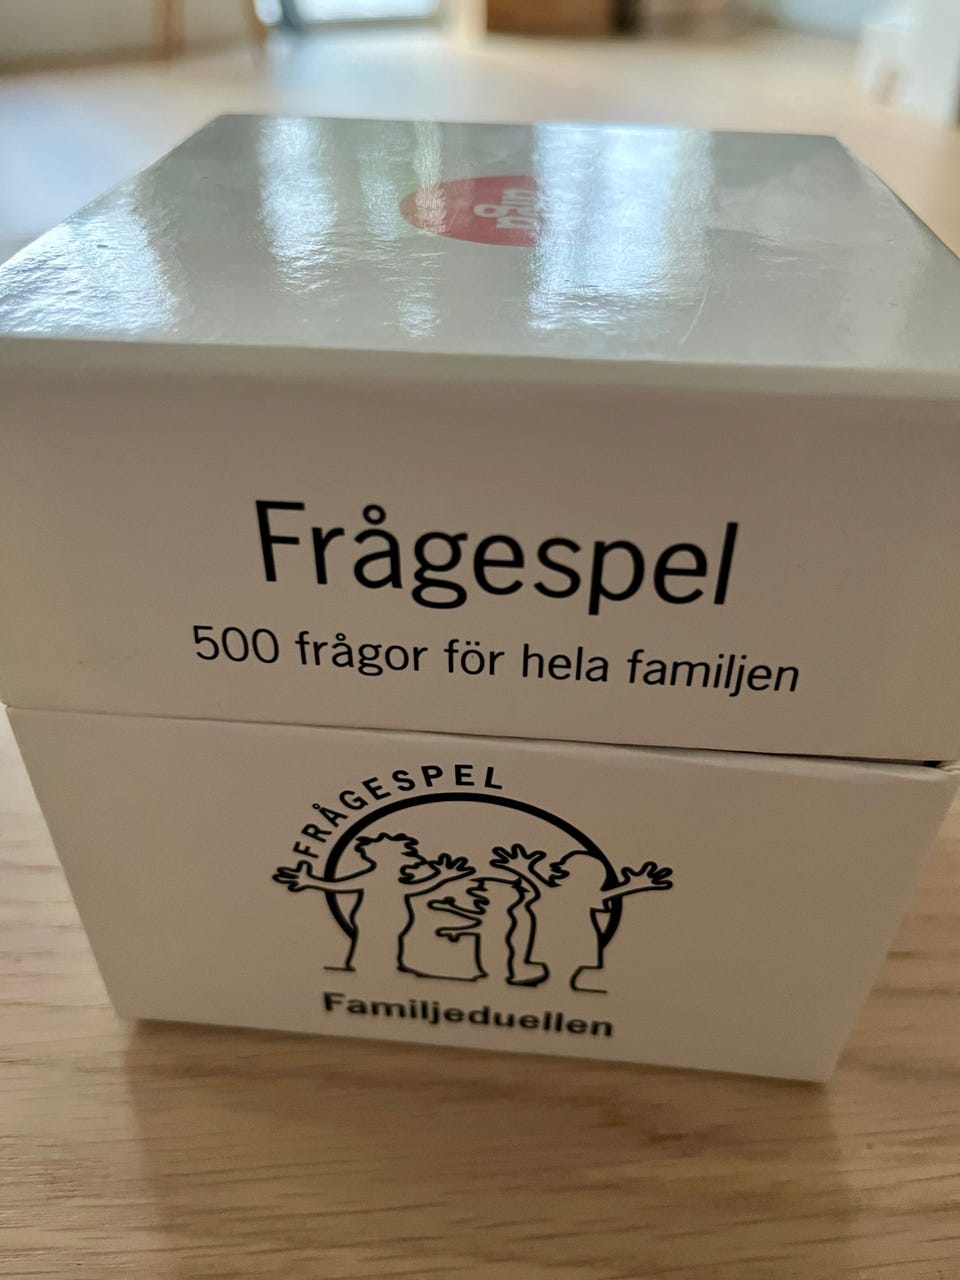 Frågespel
500 frågor för hela familjen
FRÅGESPEL
Familjeduellen